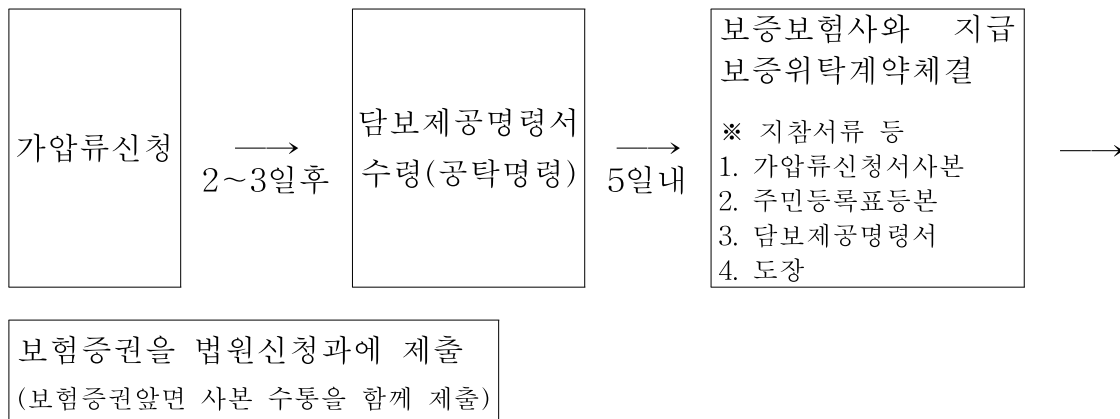 가압류신청
⟶
2~3일후
담보제공명령서
수령(공탁명령)
⟶
5일내
보증보험사와 지급
보증위탁계약체결
※ 지참서류 등
1. 가압류신청서사본
2. 주민등록표등본
3. 담보제공명령서
4. 도장
⟶
보험증권을 법원신청과에 제출
(보험증권앞면 사본 수통을 함께 제출)